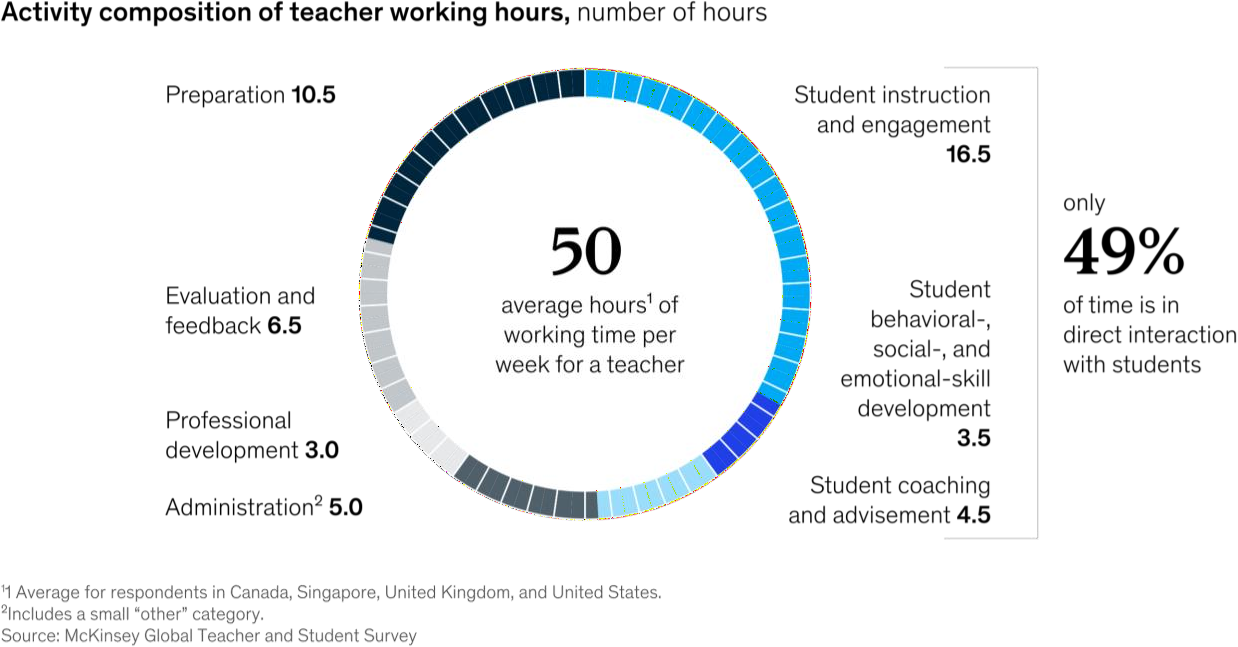 Activity composition of teacher working hours, number of hours
Preparation 10.5
Evaluation and
feedback 6.5
Professional
development 3.0
Administration² 5.0
50
average hours¹ of
working time per
week for a teacher
Student instruction
and engagement
16.5
Student
behavioral-,
social-, and
emotional-skill
development
3.5
Student coaching
and advisement 4.5
only
49%
of time is in
direct interaction
with students
¹1 Average for respondents in Canada, Singapore, United Kingdom, and United States.
²Includes a small “other” category.
Source: McKinsey Global Teacher and Student Survey